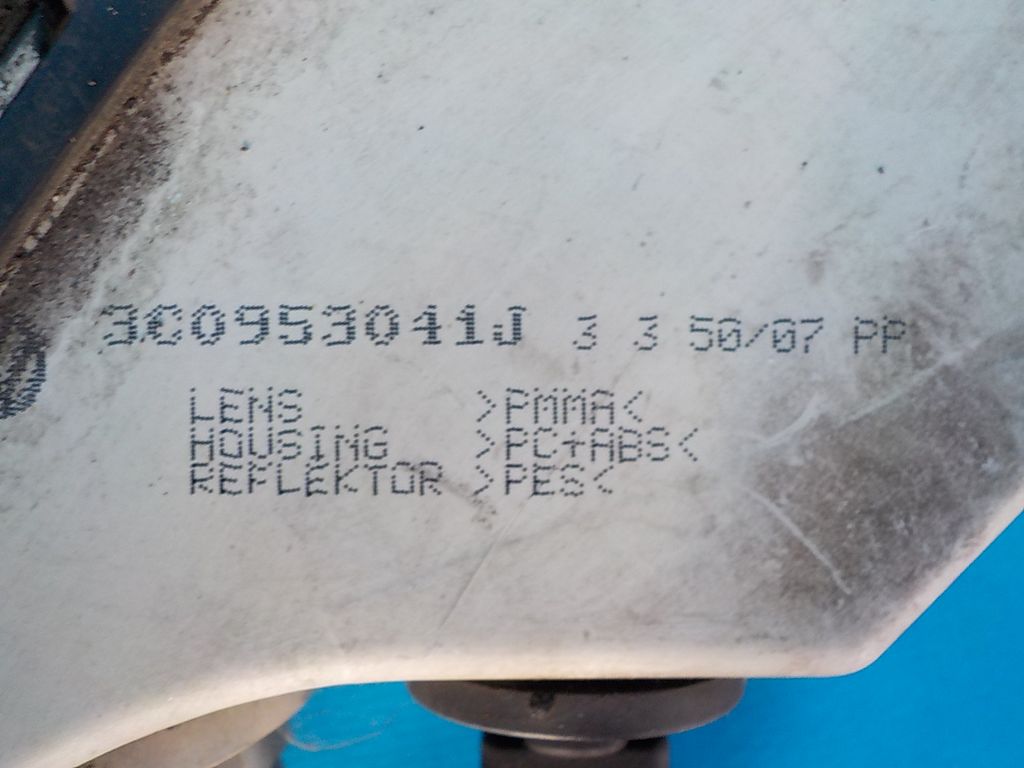 3C0953041J 3 3 50/07 PP
LENS >PMMA<
HOUSING >PC+ABS<
REFLEKTOR >PES<